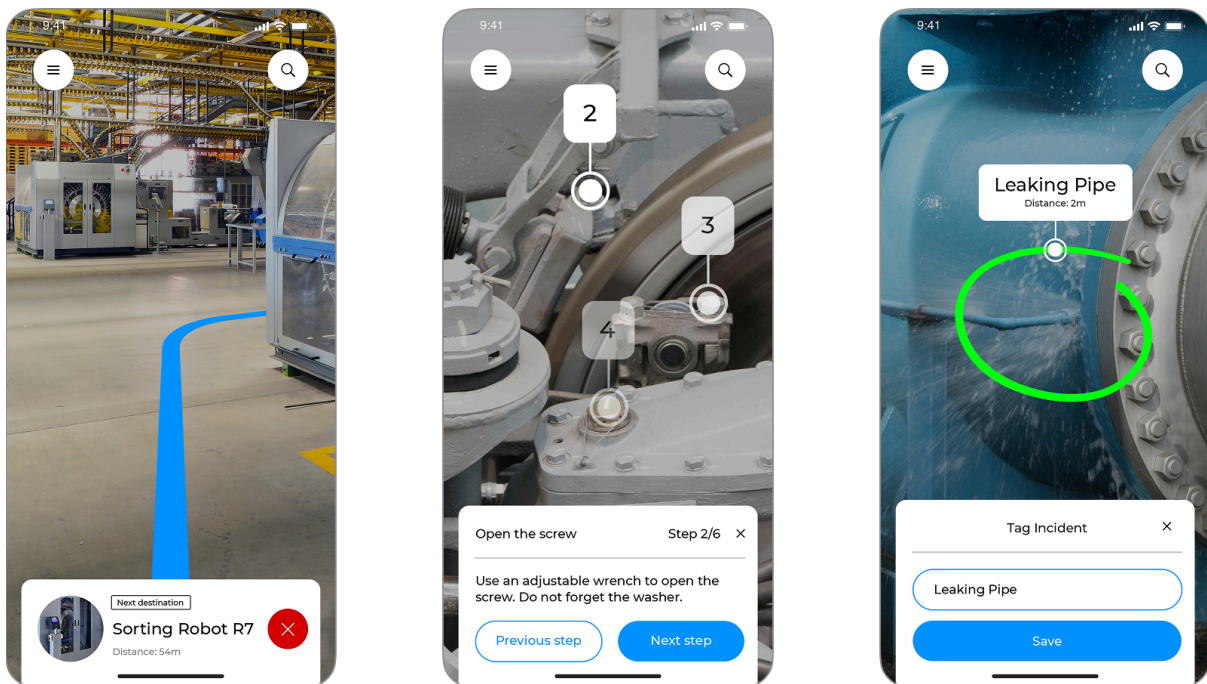 9:41
Next destination
Sorting Robot R7
Distance: 54m
9:41
2
3
4
Open the screw
Step 2/6
Use an adjustable wrench to open the
screw. Do not forget the washer.
Previous step
Next step
9:41
Leaking Pipe
Distance: 2m
Tag Incident
Leaking Pipe
Save